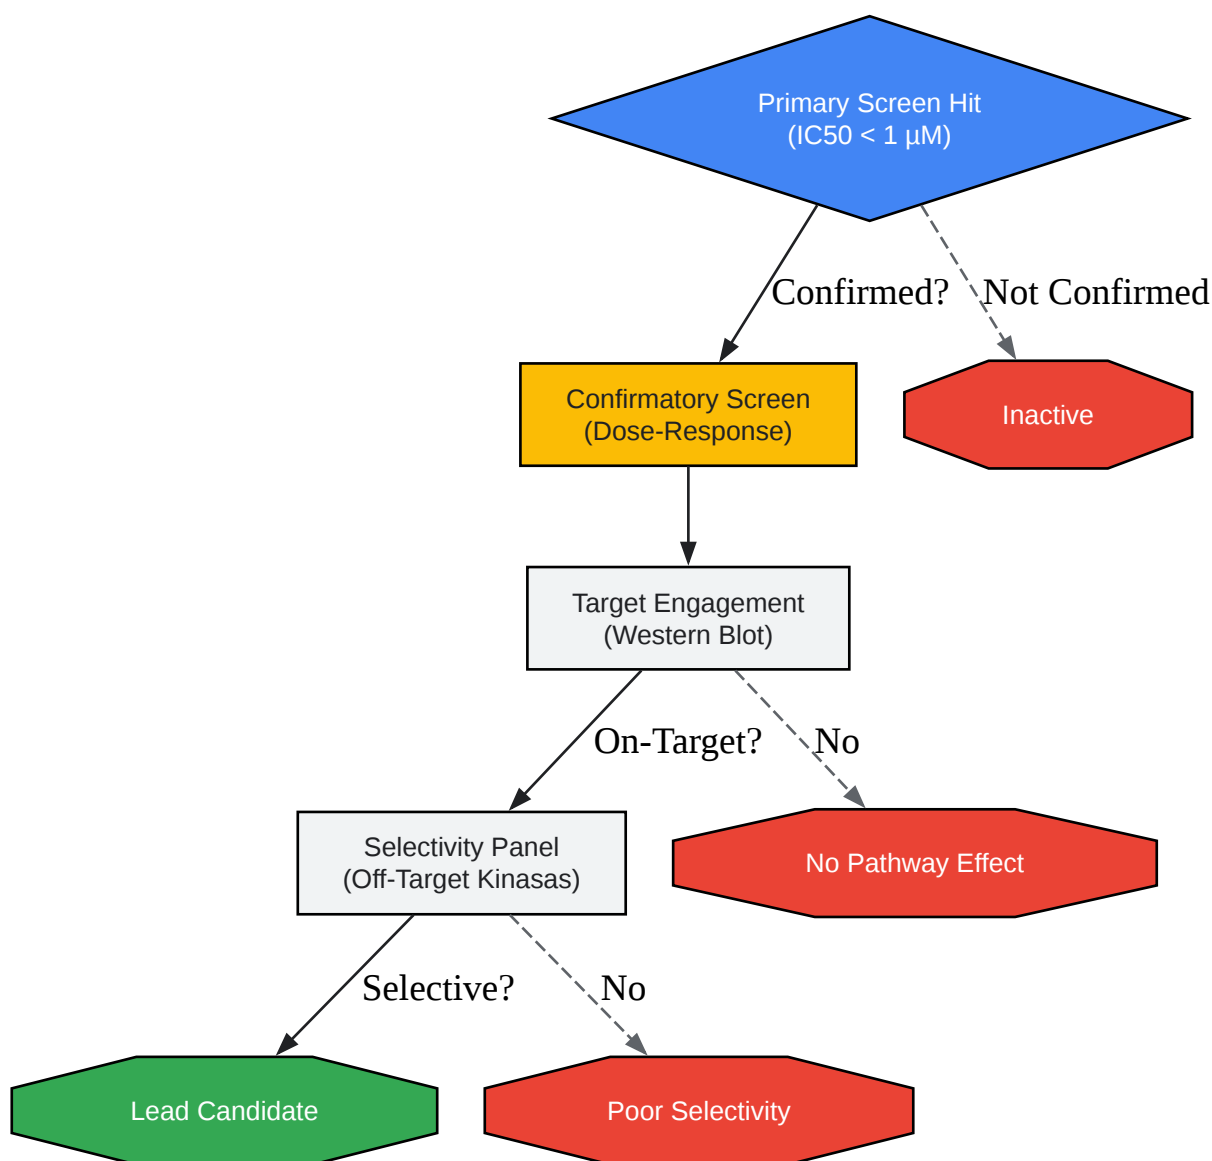 Primary Screen Hit
(IC50 < 1 µM)
Confirmed?
Not Confirmed
Confirmatory Screen
(Dose-Response)
Inactive
Target Engagement
(Western Blot)
On-Target?
No
Selectivity Panel
(Off-Target Kinasas)
No Pathway Effect
Selective?
No
Lead Candidate
Poor Selectivity